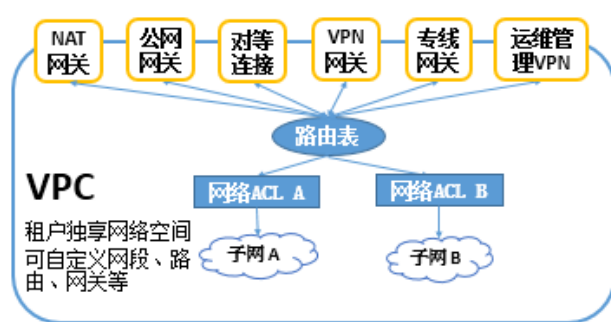 NAT
网关
公网
网关
对等
连接
VPN
网关
专线
网关
运维管
理VPN
路由表
网络ACL A
网络ACL B
VPC
租户独享网络空间
可自定义网段、路
由、网关等
子网A
子网B